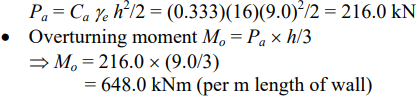 Pₐ = Cₐ γₑ h²/2 = (0.333)(16)(9.0)²/2 = 216.0 kN
• Overturning moment Mₒ = Pₐ × h/3
⇒ Mₒ = 216.0 × (9.0/3)
= 648.0 kNm (per m length of wall)